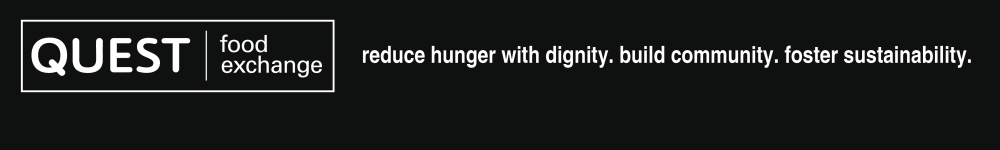 QUEST
food
exchange
reduce hunger with dignity. build community. foster sustainability.